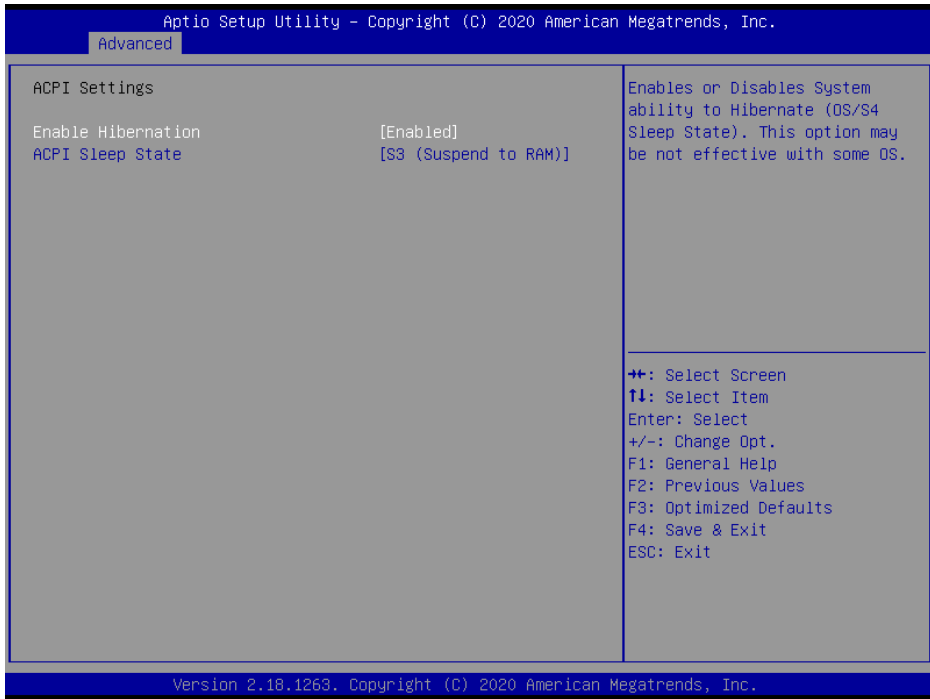 Aptio Setup Utility – Copyright (C) 2020 American Megatrends, Inc.
Advanced
ACPI Settings
Enable Hibernation [Enabled]
ACPI Sleep State [S3 (Suspend to RAM)]
Enables or Disables System
ability to Hibernate (OS/S4
Sleep State). This option may
be not effective with some OS.
→←: Select Screen
↑↓: Select Item
Enter: Select
+/-: Change Opt.
F1: General Help
F2: Previous Values
F3: Optimized Defaults
F4: Save & Exit
ESC: Exit
Version 2.18.1263. Copyright (C) 2020 American Megatrends, Inc.